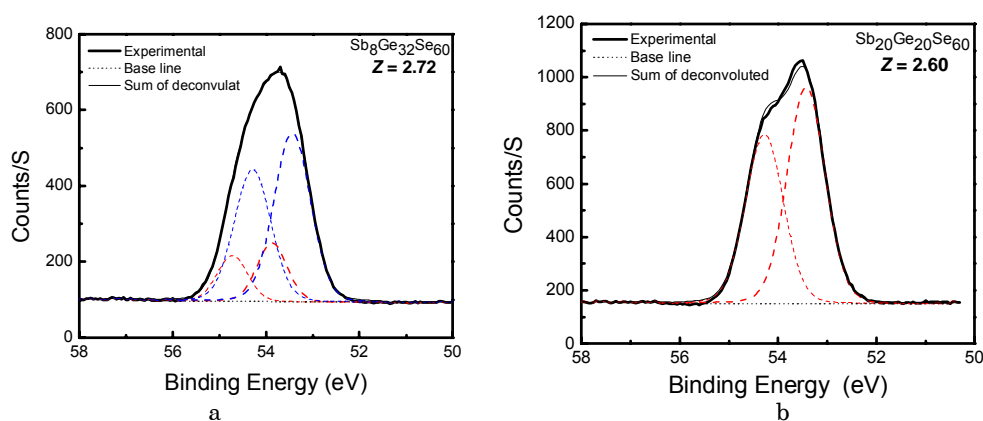 800
600
400
200
0
58
56
54
52
50
Counts/S
Binding Energy (eV)
Experimental
Base line
Sum of deconvulat
Sb8Ge32Se60
Z = 2.72
a
1200
1000
800
600
400
200
0
58
56
54
52
50
Counts/S
Binding Energy (eV)
Experimental
Base line
Sum of deconvoluted
Sb20Ge20Se60
Z = 2.60
b